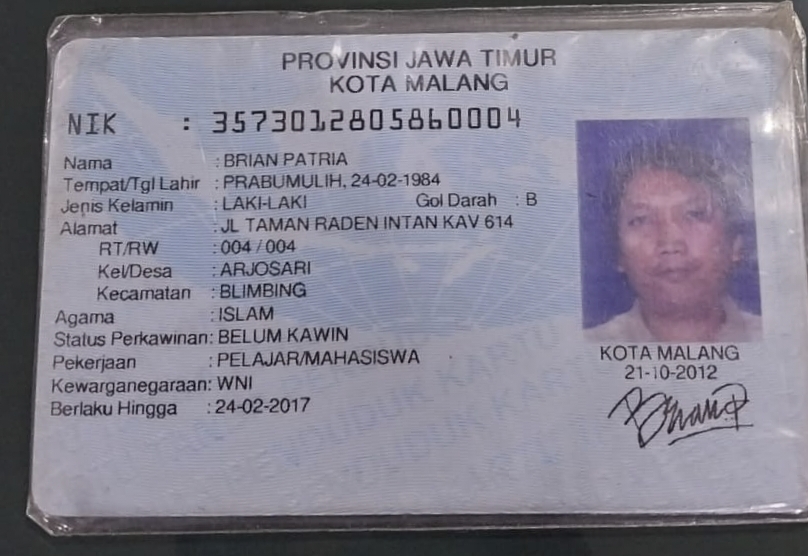 PROVINSI JAWA TIMUR
KOTA MALANG
NIK : 3573012805860004
Nama : BRIAN PATRIA
Tempat/Tgl Lahir : PRABUMULIH, 24-02-1984
Jenis Kelamin : LAKI-LAKI Gol Darah : B
Alamat : JL TAMAN RADEN INTAN KAV 614
RT/RW : 004 / 004
Kel/Desa : ARJOSARI
Kecamatan : BLIMBING
Agama : ISLAM
Status Perkawinan: BELUM KAWIN
Pekerjaan : PELAJAR/MAHASISWA
Kewarganegaraan: WNI
Berlaku Hingga : 24-02-2017
KOTA MALANG
21-10-2012